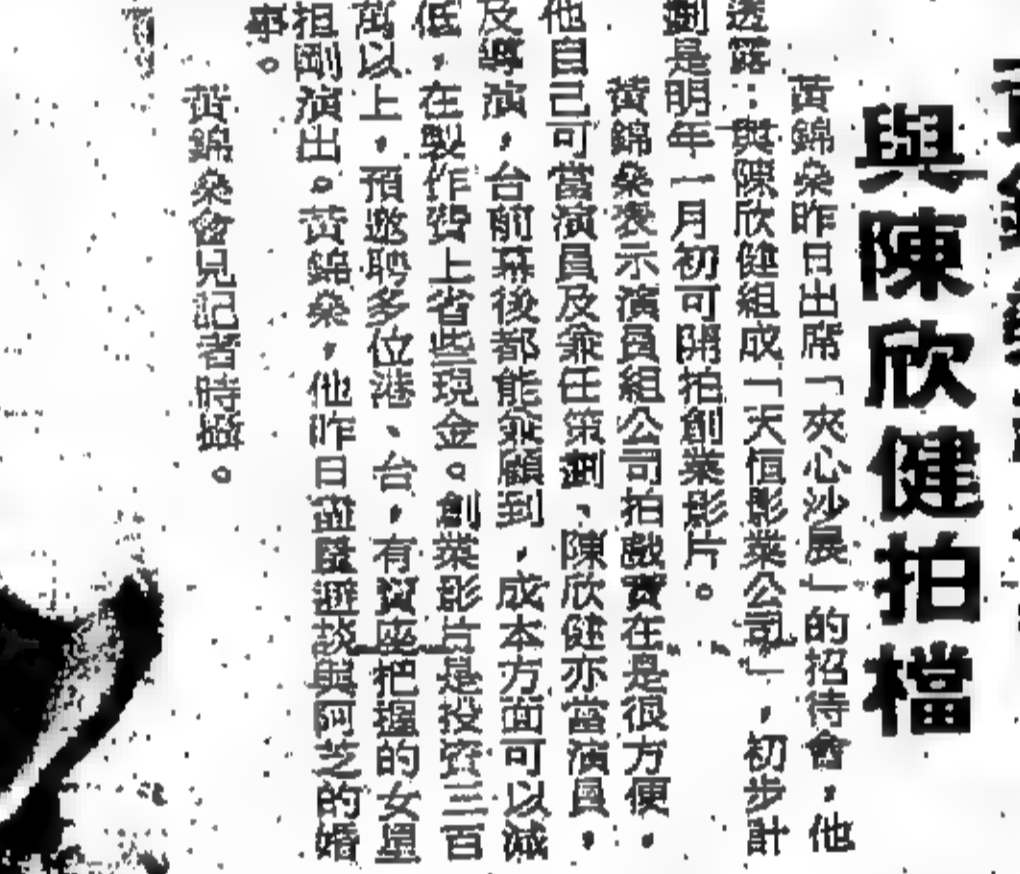 與陳欣健拍檔
黃錦燊昨日出席「夾心沙展」的招待會，他
透露：與陳欣健組成「天恒影業公司」，初步計
劃是明年一月初可開拍創業影片。
黃錦燊表示演員組公司拍戲實在是很方便，
他自己可當演員及兼任策劃、陳欣健亦當演員，
及導演，台前幕後都能兼顧到，成本方面可以減
低，在製作費上省些現金。創業影片是投資三百
萬以上，預邀聘多位港、台，有賣座把握的女星
担剛演出。黃錦燊，他昨日並匿避談與阿芝的婚
事。
黃錦燊會見記者時攝。